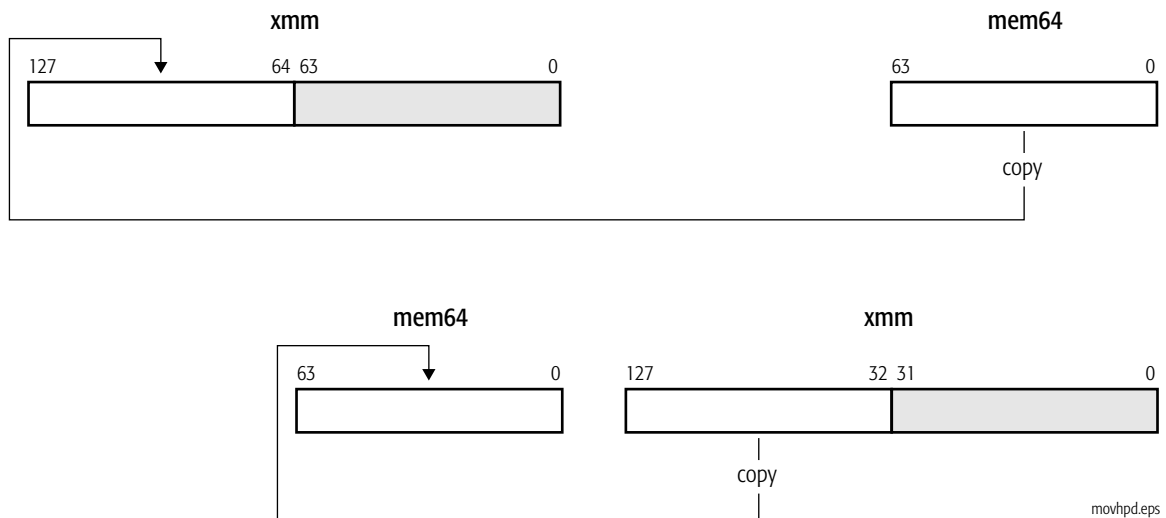 xmm mem64
127 64 63 0 63 0
copy
mem64 xmm
63 0 127 32 31 0
copy
movhpd.eps